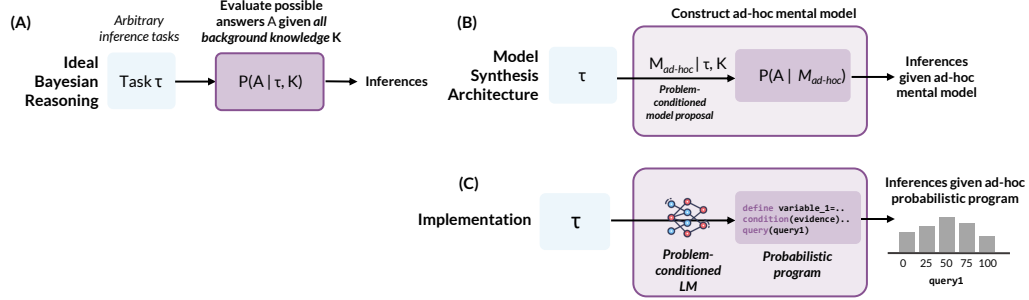 (A)
Arbitrary
inference tasks
Evaluate possible
answers A given all
background knowledge K
Ideal
Bayesian
Reasoning
Task τ
P(A | τ, K)
Inferences
(B)
Construct ad-hoc mental model
Model
Synthesis
Architecture
τ
M_ad-hoc | τ, K
Problem-
conditioned
model proposal
P(A | M_ad-hoc)
Inferences
given ad-hoc
mental model
(C)
Implementation
τ
Problem-
conditioned
LM
define variable_1=..
condition(evidence)..
query(query1)
Probabilistic
program
Inferences given ad-hoc
probabilistic program
0 25 50 75 100
query1